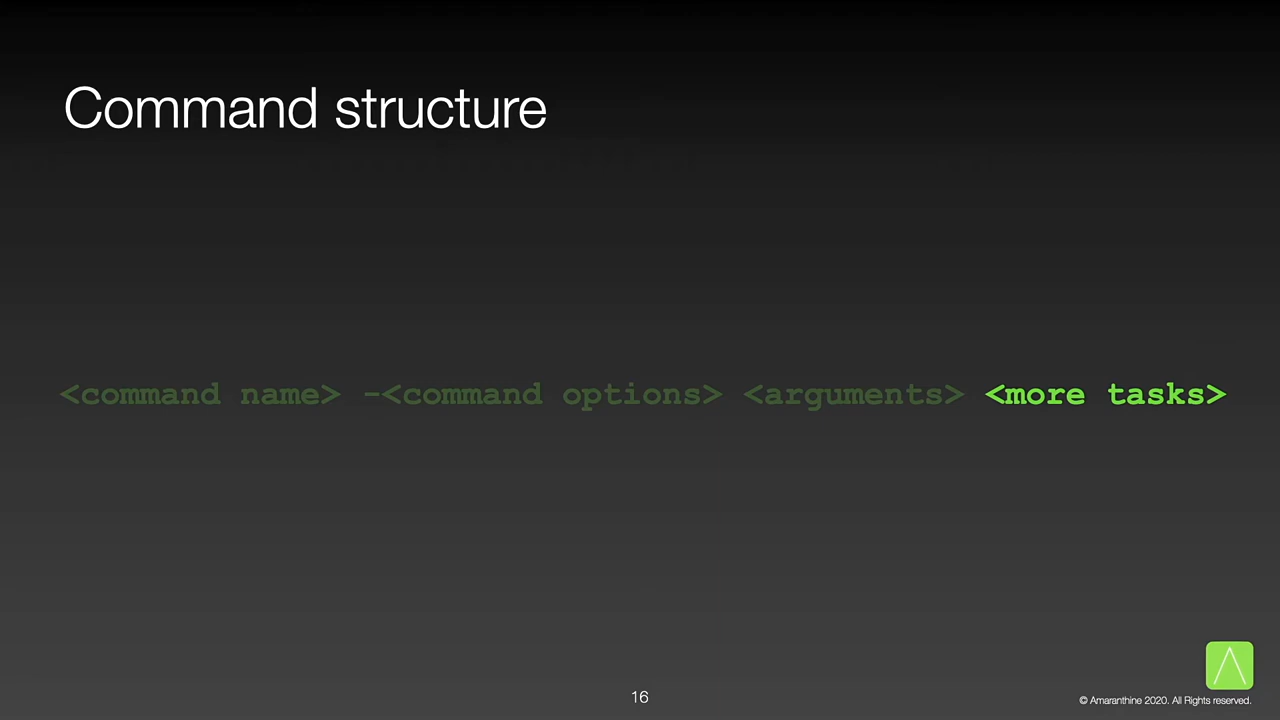 Command structure
<command name> -<command options> <arguments> <more tasks>
16
© Amaranthine 2020. All Rights reserved.